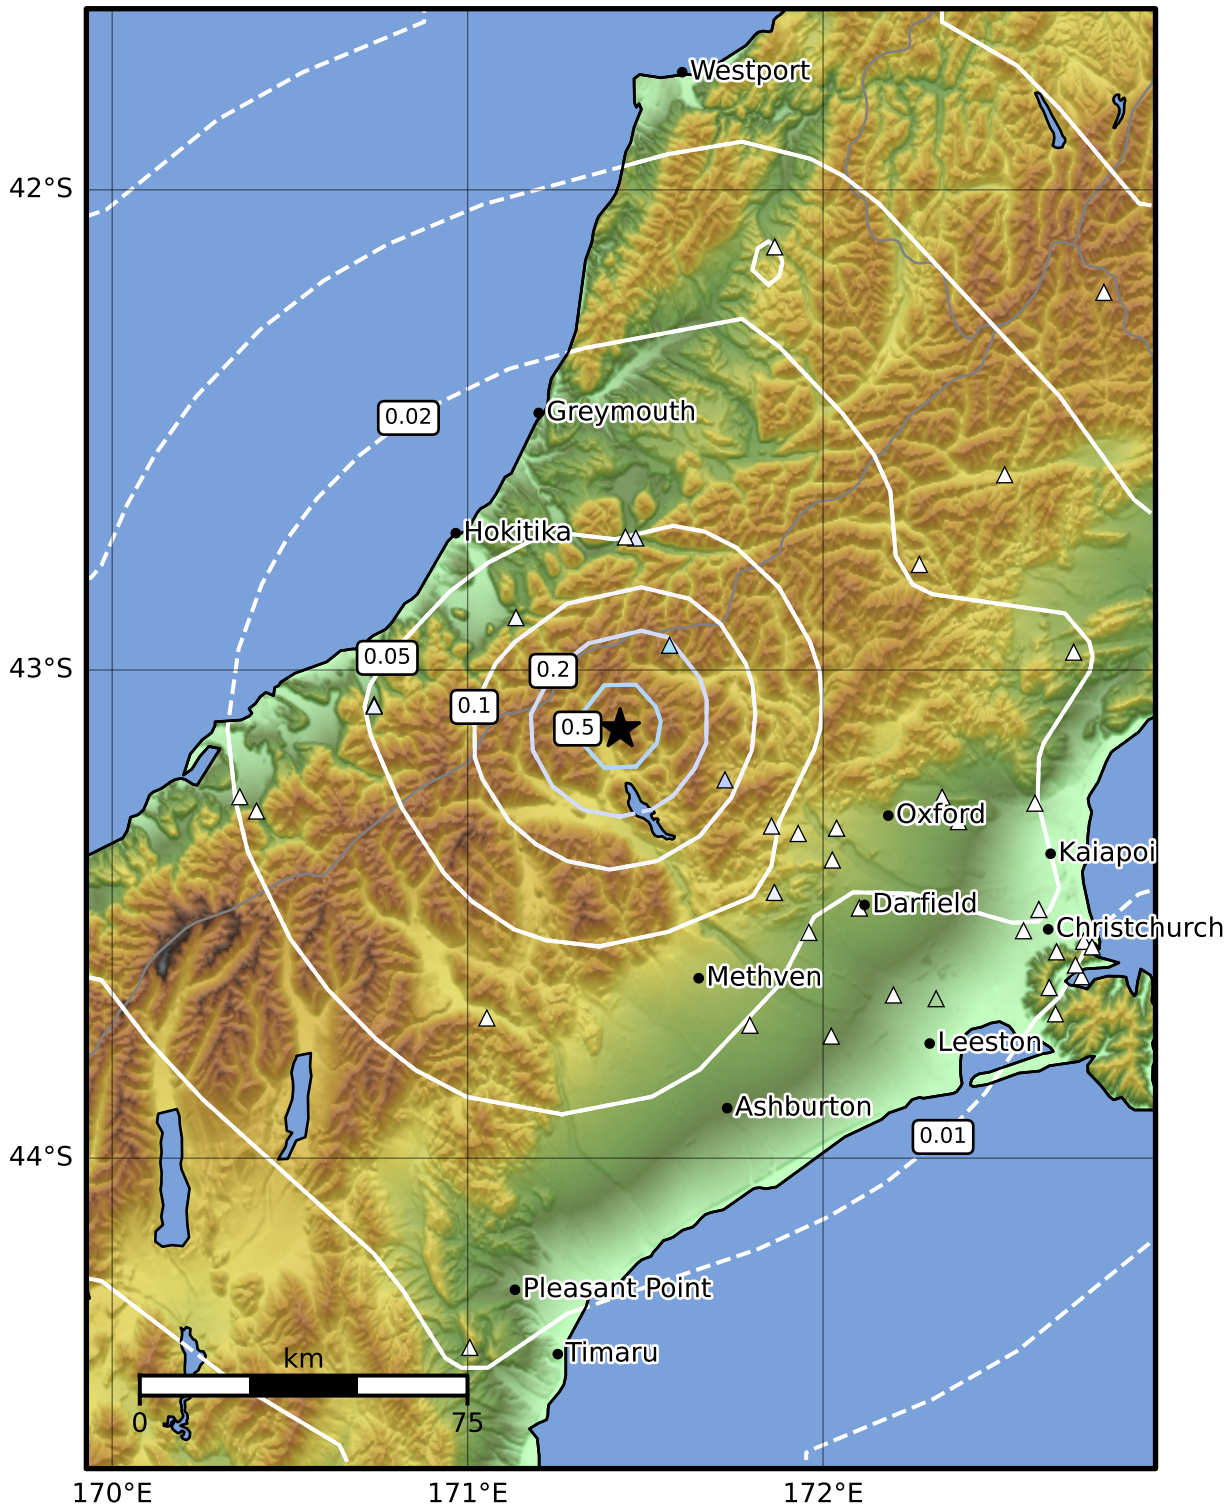 Westport
42°S
0.02
Greymouth
Hokitika
0.05
43°S
0.2
0.1
0.5
Oxford
Kaiapoi
Darfield
Christchurch
Methven
Leeston
Ashburton
0.01
44°S
Pleasant Point
Timaru
km
0 75
170°E 171°E 172°E